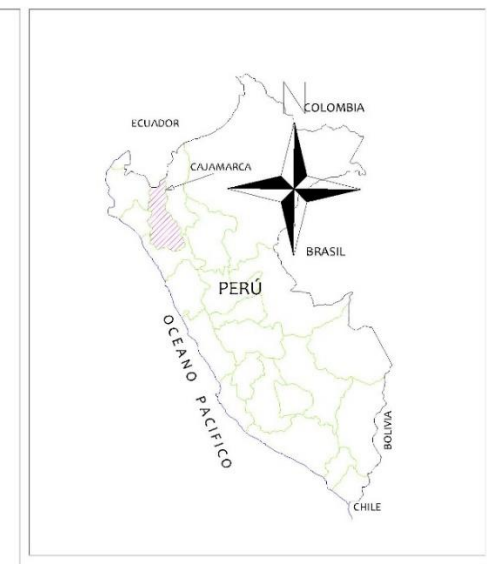 N
COLOMBIA
ECUADOR
CAJAMARCA
BRASIL
PERÚ
OCEANO PACIFICO
BOLIVIA
CHILE